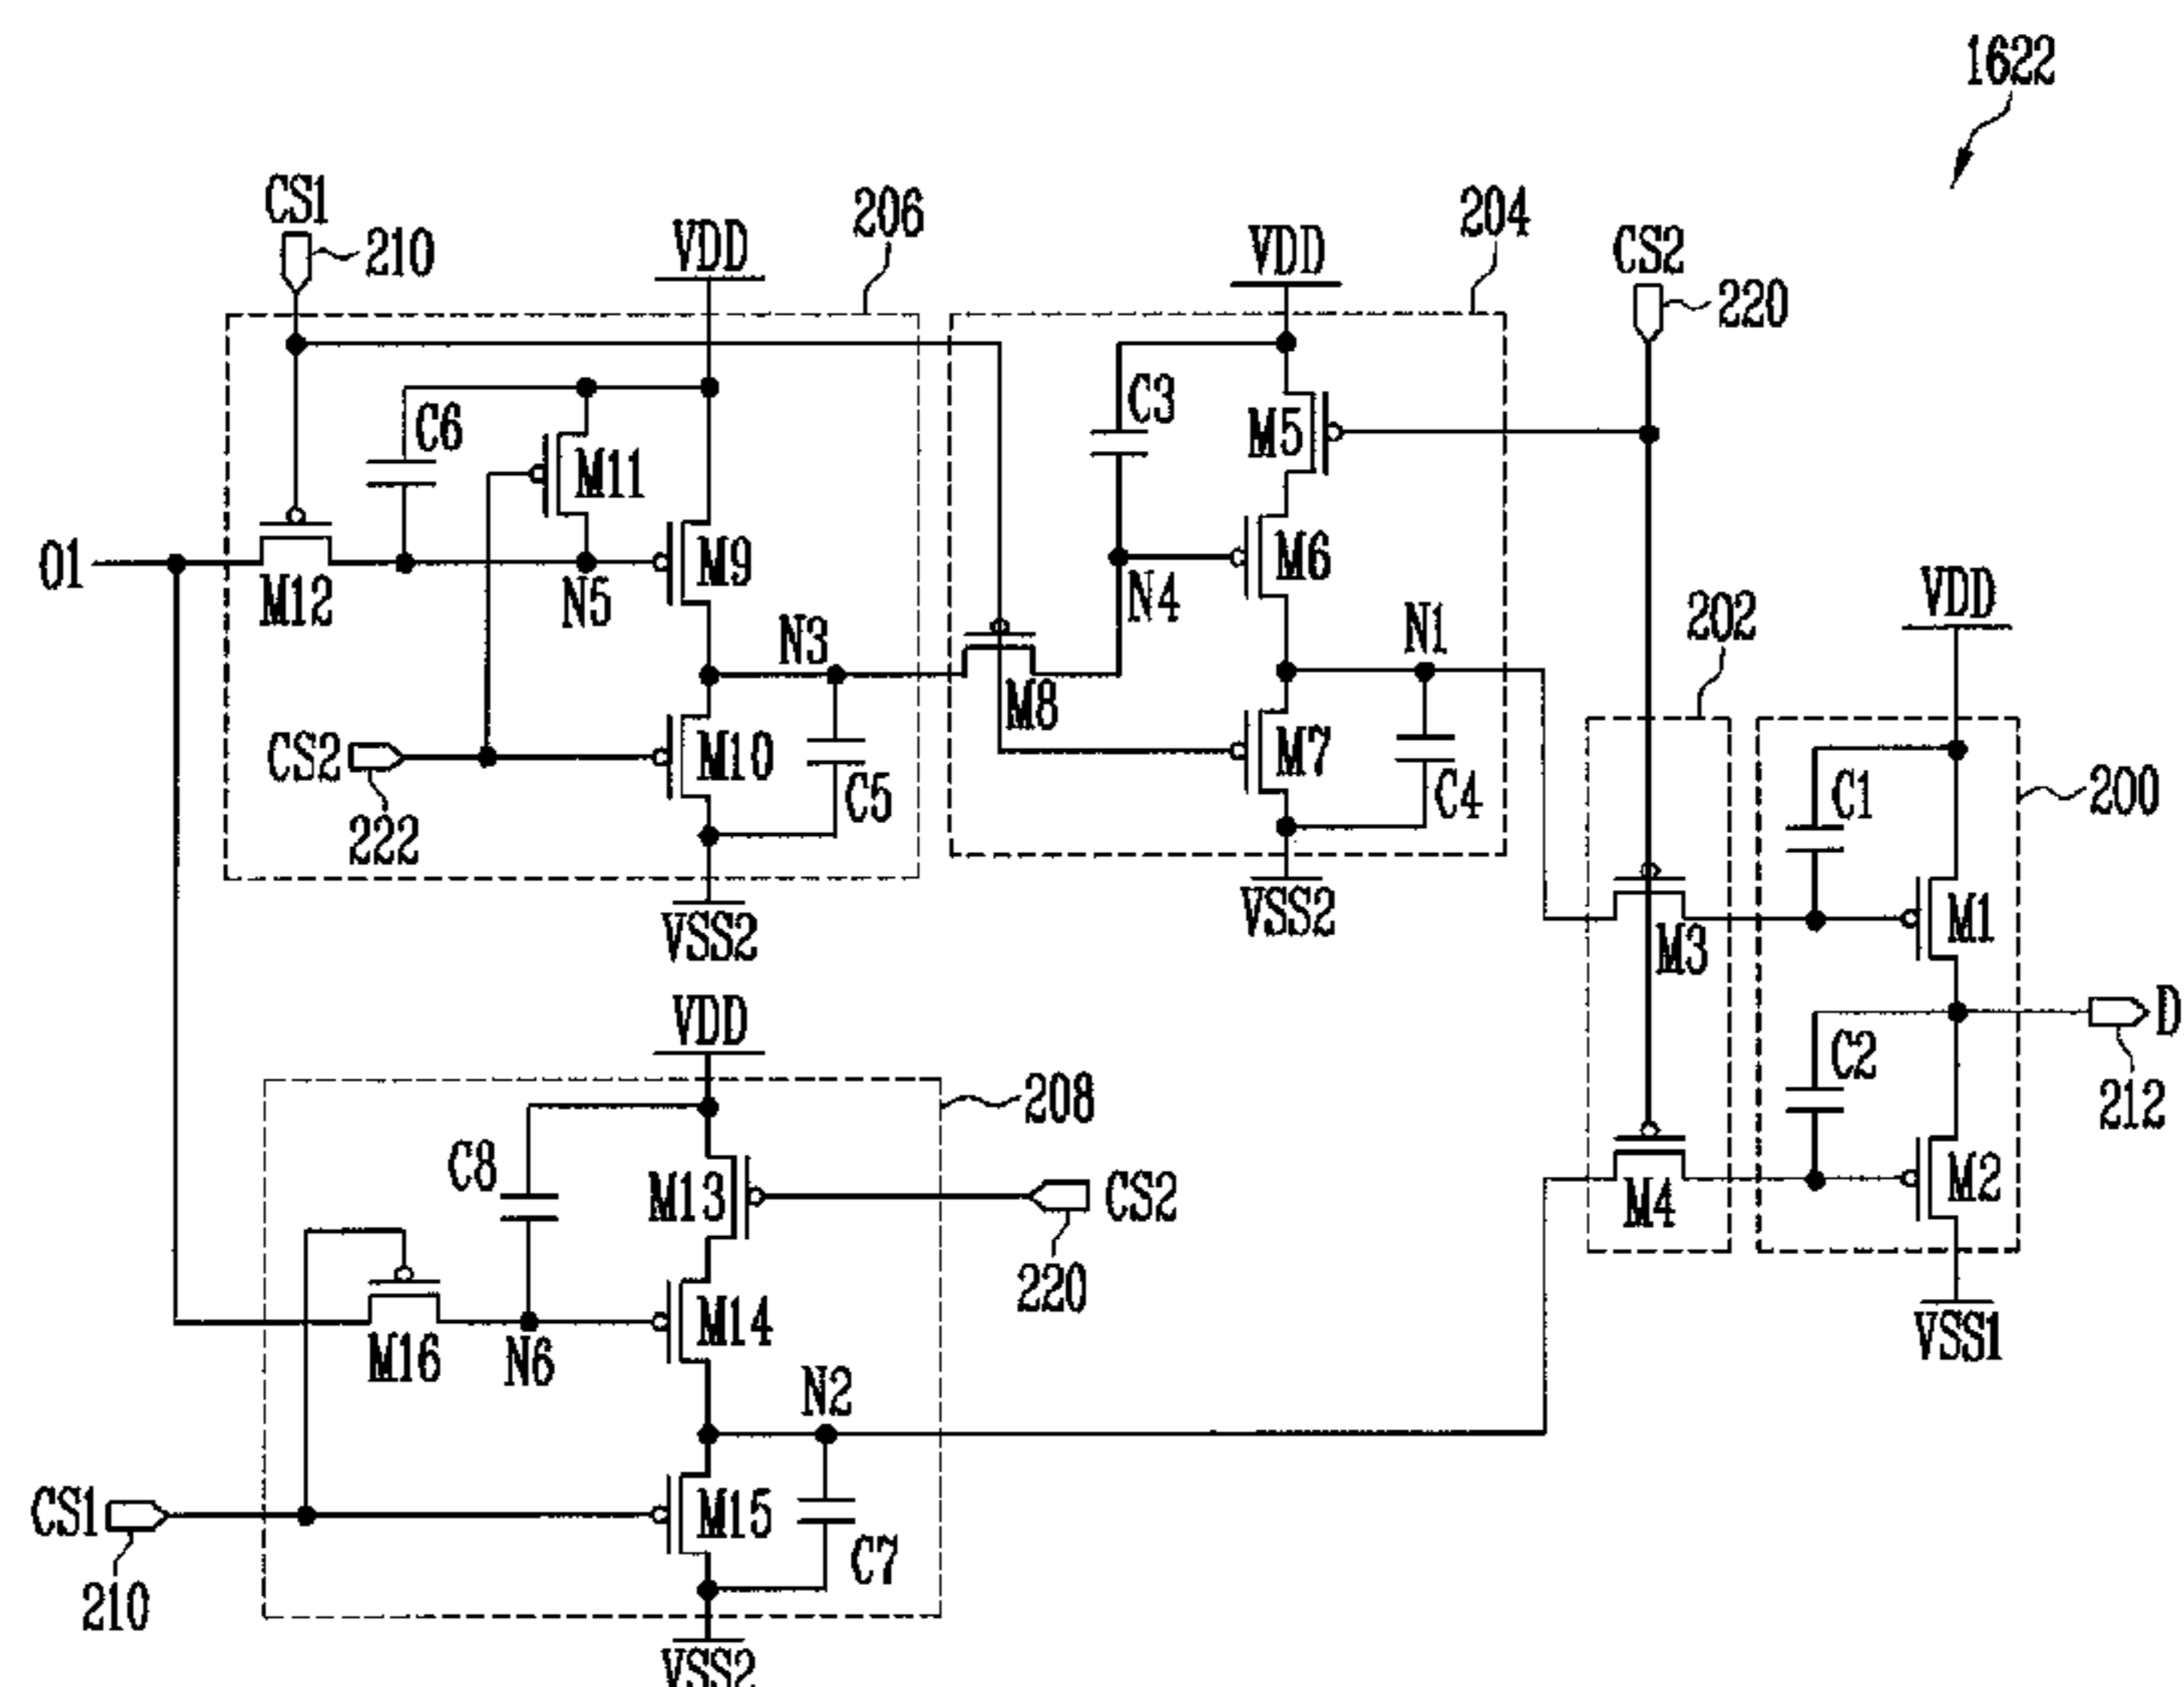 1622
CS1
210
VDD
206
VDD
204
CS2
220
C6
M11
C3
M5
O1
M12
N5
M9
N4
M6
N3
N1
202
VDD
M8
CS2
222
M10
C5
M7
C4
C1
200
VSS2
VSS2
M3
M1
VDD
D
C2
212
208
C8
M13
CS2
220
M4
M2
M16
N6
M14
N2
VSS1
CS1
210
M15
C7
VSS2